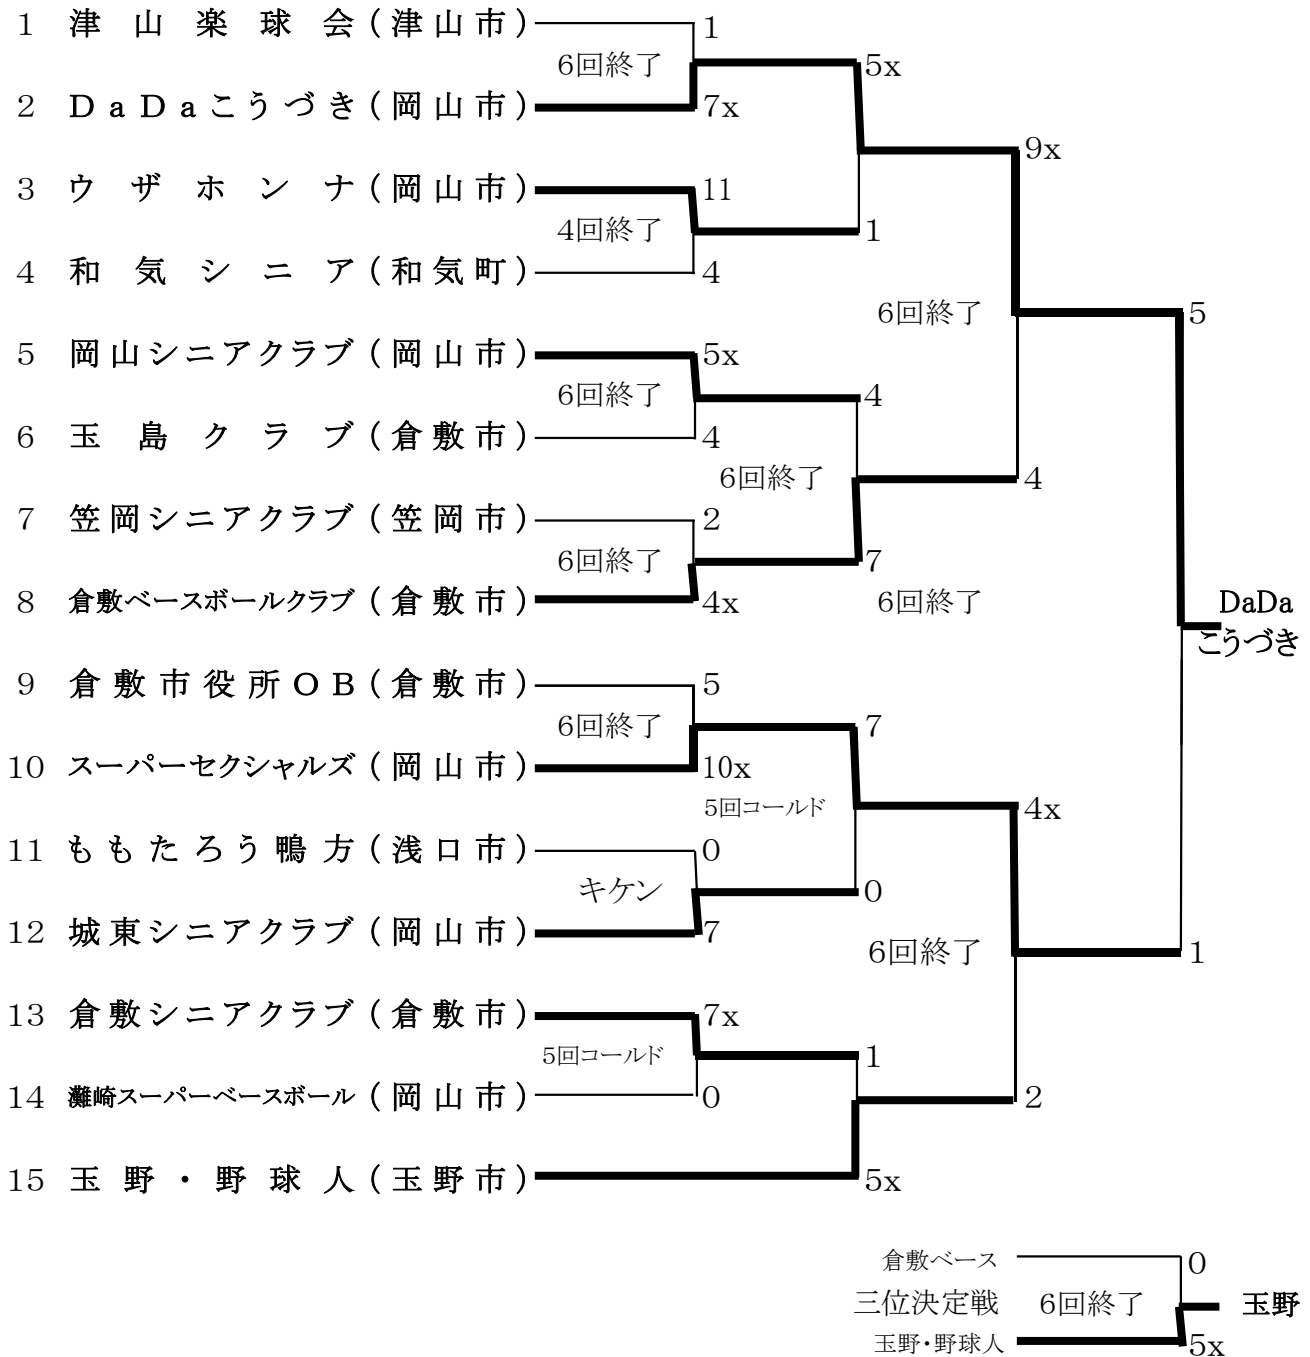 1 津山楽球会(津山市) 1
6回終了 5x
2 DaDaこうづき(岡山市) 7x
9x
3 ウザホンナ(岡山市) 11
4回終了 1
4 和気シニア(和気町) 4
6回終了 5
5 岡山シニアクラブ(岡山市) 5x
6回終了 4
6 玉島クラブ(倉敷市) 4
6回終了 4
7 笠岡シニアクラブ(笠岡市) 2
6回終了 7
8 倉敷ベースボールクラブ(倉敷市) 4x 6回終了 DaDa
こうづき
9 倉敷市役所OB(倉敷市) 5
6回終了 7
10 スーパーセクシャルズ(岡山市) 10x
5回コールド 4x
11 ももたろう鴨方(浅口市) 0
キケン 0
12 城東シニアクラブ(岡山市) 7
6回終了 1
13 倉敷シニアクラブ(倉敷市) 7x
5回コールド 1
14 灘崎スーパーベースボール(岡山市) 0 2
15 玉野・野球人(玉野市) 5x
倉敷ベース 0
三位決定戦 6回終了 玉野
玉野・野球人 5x